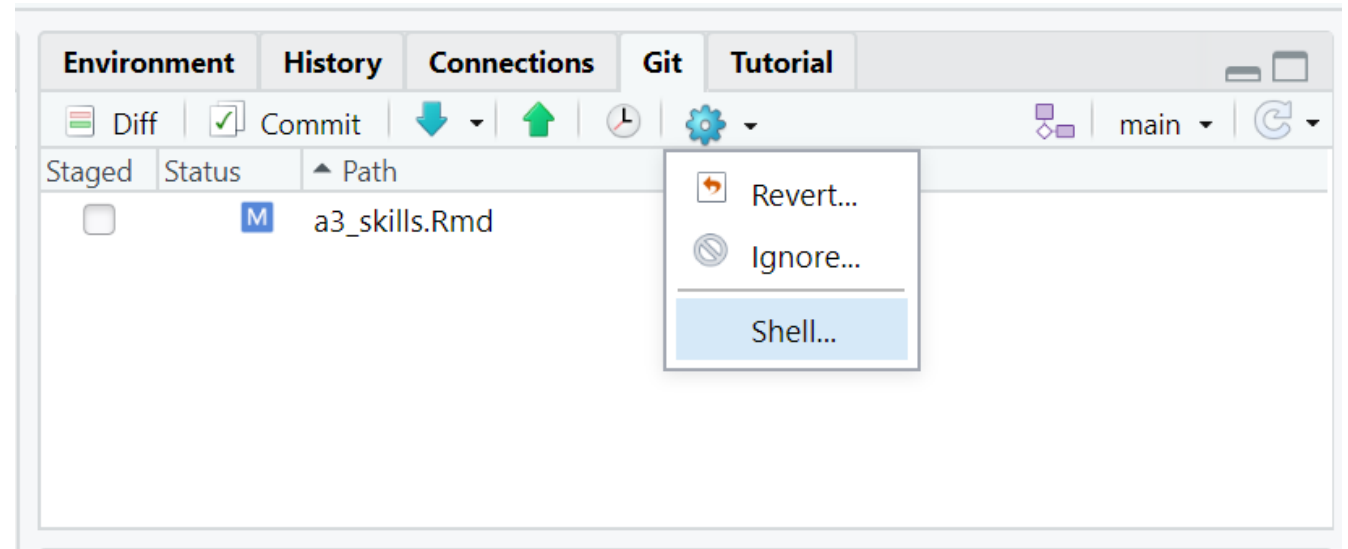 Environment History Connections Git Tutorial
Diff Commit main
Staged Status Path
M a3_skills.Rmd
Revert...
Ignore...
Shell...